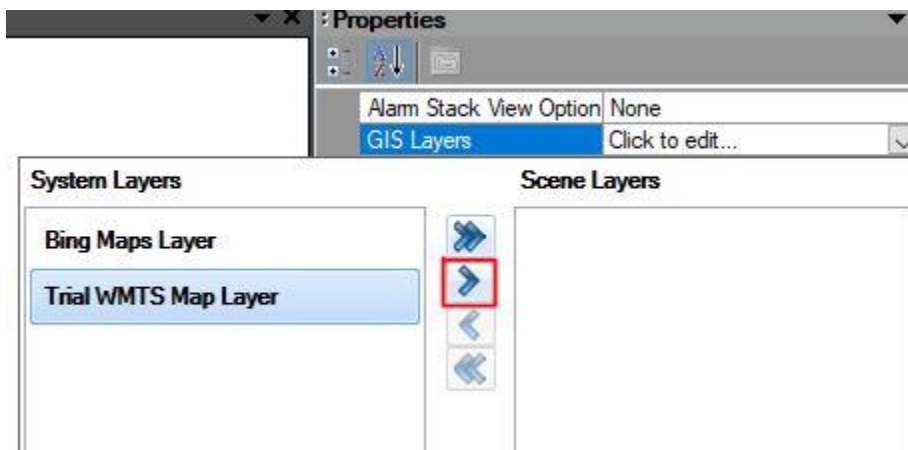 Properties
Alarm Stack View Option None
GIS Layers Click to edit...
System Layers Scene Layers
Bing Maps Layer
Trial WMTS Map Layer